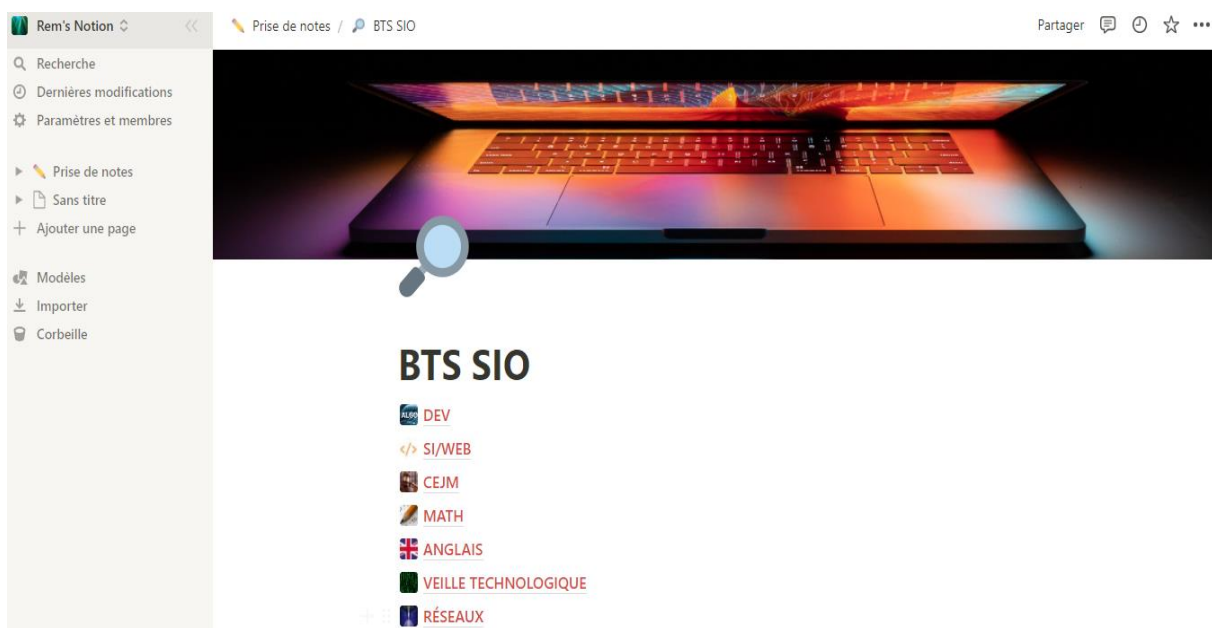 Rem's Notion
Prise de notes / BTS SIO
Partager
Recherche
Dernières modifications
Paramètres et membres
Prise de notes
Sans titre
Ajouter une page
Modèles
Importer
Corbeille
BTS SIO
ALGO DEV
</> SI/WEB
CEJM
MATH
ANGLAIS
VEILLE TECHNOLOGIQUE
RÉSEAUX